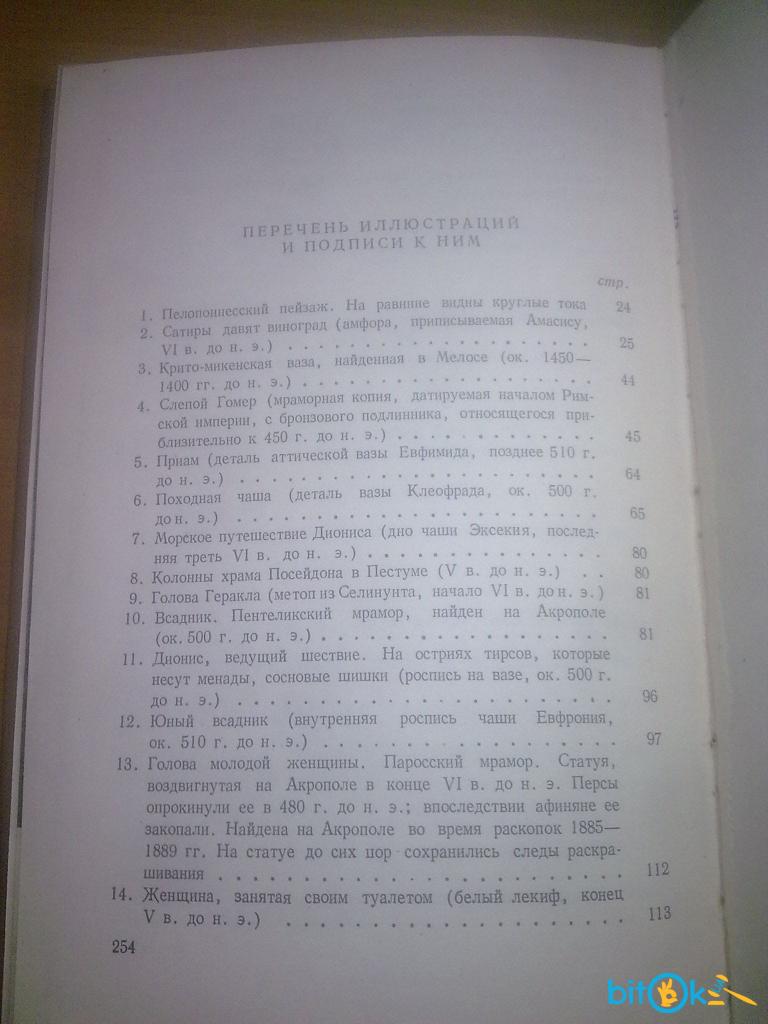 ПЕРЕЧЕНЬ ИЛЛЮСТРАЦИЙ
И ПОДПИСИ К НИМ
стр.
1. Пелопоннесский пейзаж. На равнине видны круглые тока 24
2. Сатиры давят виноград (амфора, приписываемая Амасису,
VI в. до н. э.) . . . . . . . . . . . . . . . . . . . . 25
3. Крито-микенская ваза, найденная в Мелосе (ок. 1450—
1400 гг. до н. э.) . . . . . . . . . . . . . . . . . . . 44
4. Слепой Гомер (мраморная копия, датируемая началом Рим-
ской империи, с бронзового подлинника, относящегося при-
близительно к 450 г. до н. э.) . . . . . . . . . . . . . 45
5. Приам (деталь аттической вазы Евфимида, позднее 510 г.
до н. э.) . . . . . . . . . . . . . . . . . . . . . . 64
6. Походная чаша (деталь вазы Клеофрада, ок. 500 г.
до н. э.) . . . . . . . . . . . . . . . . . . . . . . 65
7. Морское путешествие Диониса (дно чаши Эксекия, послед-
няя треть VI в. до н. э.) . . . . . . . . . . . . . . . 80
8. Колонны храма Посейдона в Пестуме (V в. до н. э.) . . 80
9. Голова Геракла (метоп из Селинунта, начало VI в. до н. э.) 81
10. Всадник. Пентеликский мрамор, найден на Акрополе
(ок. 500 г. до н. э.) . . . . . . . . . . . . . . . . . . 81
11. Дионис, ведущий шествие. На остриях тирсов, которые
несут менады, сосновые шишки (роспись на вазе, ок. 500 г.
до н. э.) . . . . . . . . . . . . . . . . . . . . . . . 96
12. Юный всадник (внутренняя роспись чаши Евфрония,
ок. 510 г. до н. э.) . . . . . . . . . . . . . . . . . . 97
13. Голова молодой женщины. Паросский мрамор. Статуя,
воздвигнутая на Акрополе в конце VI в. до н. э. Персы
опрокинули ее в 480 г. до н. э.; впоследствии афиняне ее
закопали. Найдена на Акрополе во время раскопок 1885—
1889 гг. На статуе до сих пор сохранились следы раскра-
шивания . . . . . . . . . . . . . . . . . . . . . . . 112
14. Женщина, занятая своим туалетом (белый лекиф, конец
V в. до н. э.) . . . . . . . . . . . . . . . . . . . . 113
254
bitOk